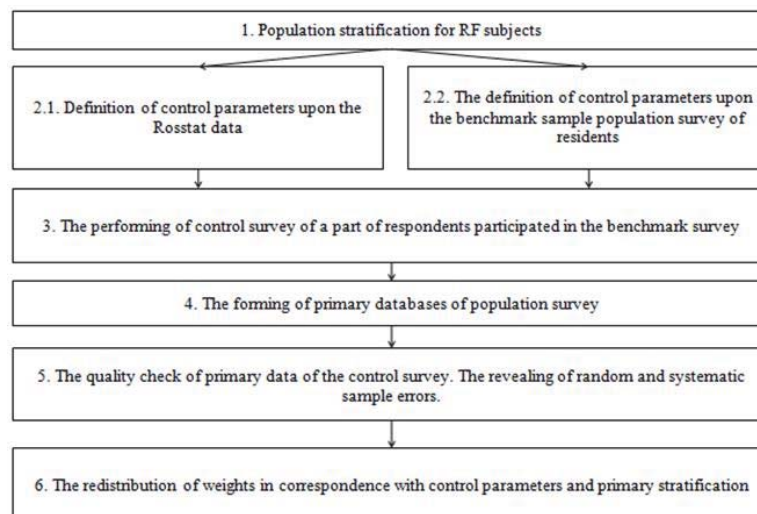 1. Population stratification for RF subjects
2.1. Definition of control parameters upon the
Rosstat data
2.2. The definition of control parameters upon
the benchmark sample population survey of
residents
3. The performing of control survey of a part of respondents participated in the benchmark survey
4. The forming of primary databases of population survey
5. The quality check of primary data of the control survey. The revealing of random and systematic
sample errors.
6. The redistribution of weights in correspondence with control parameters and primary stratification